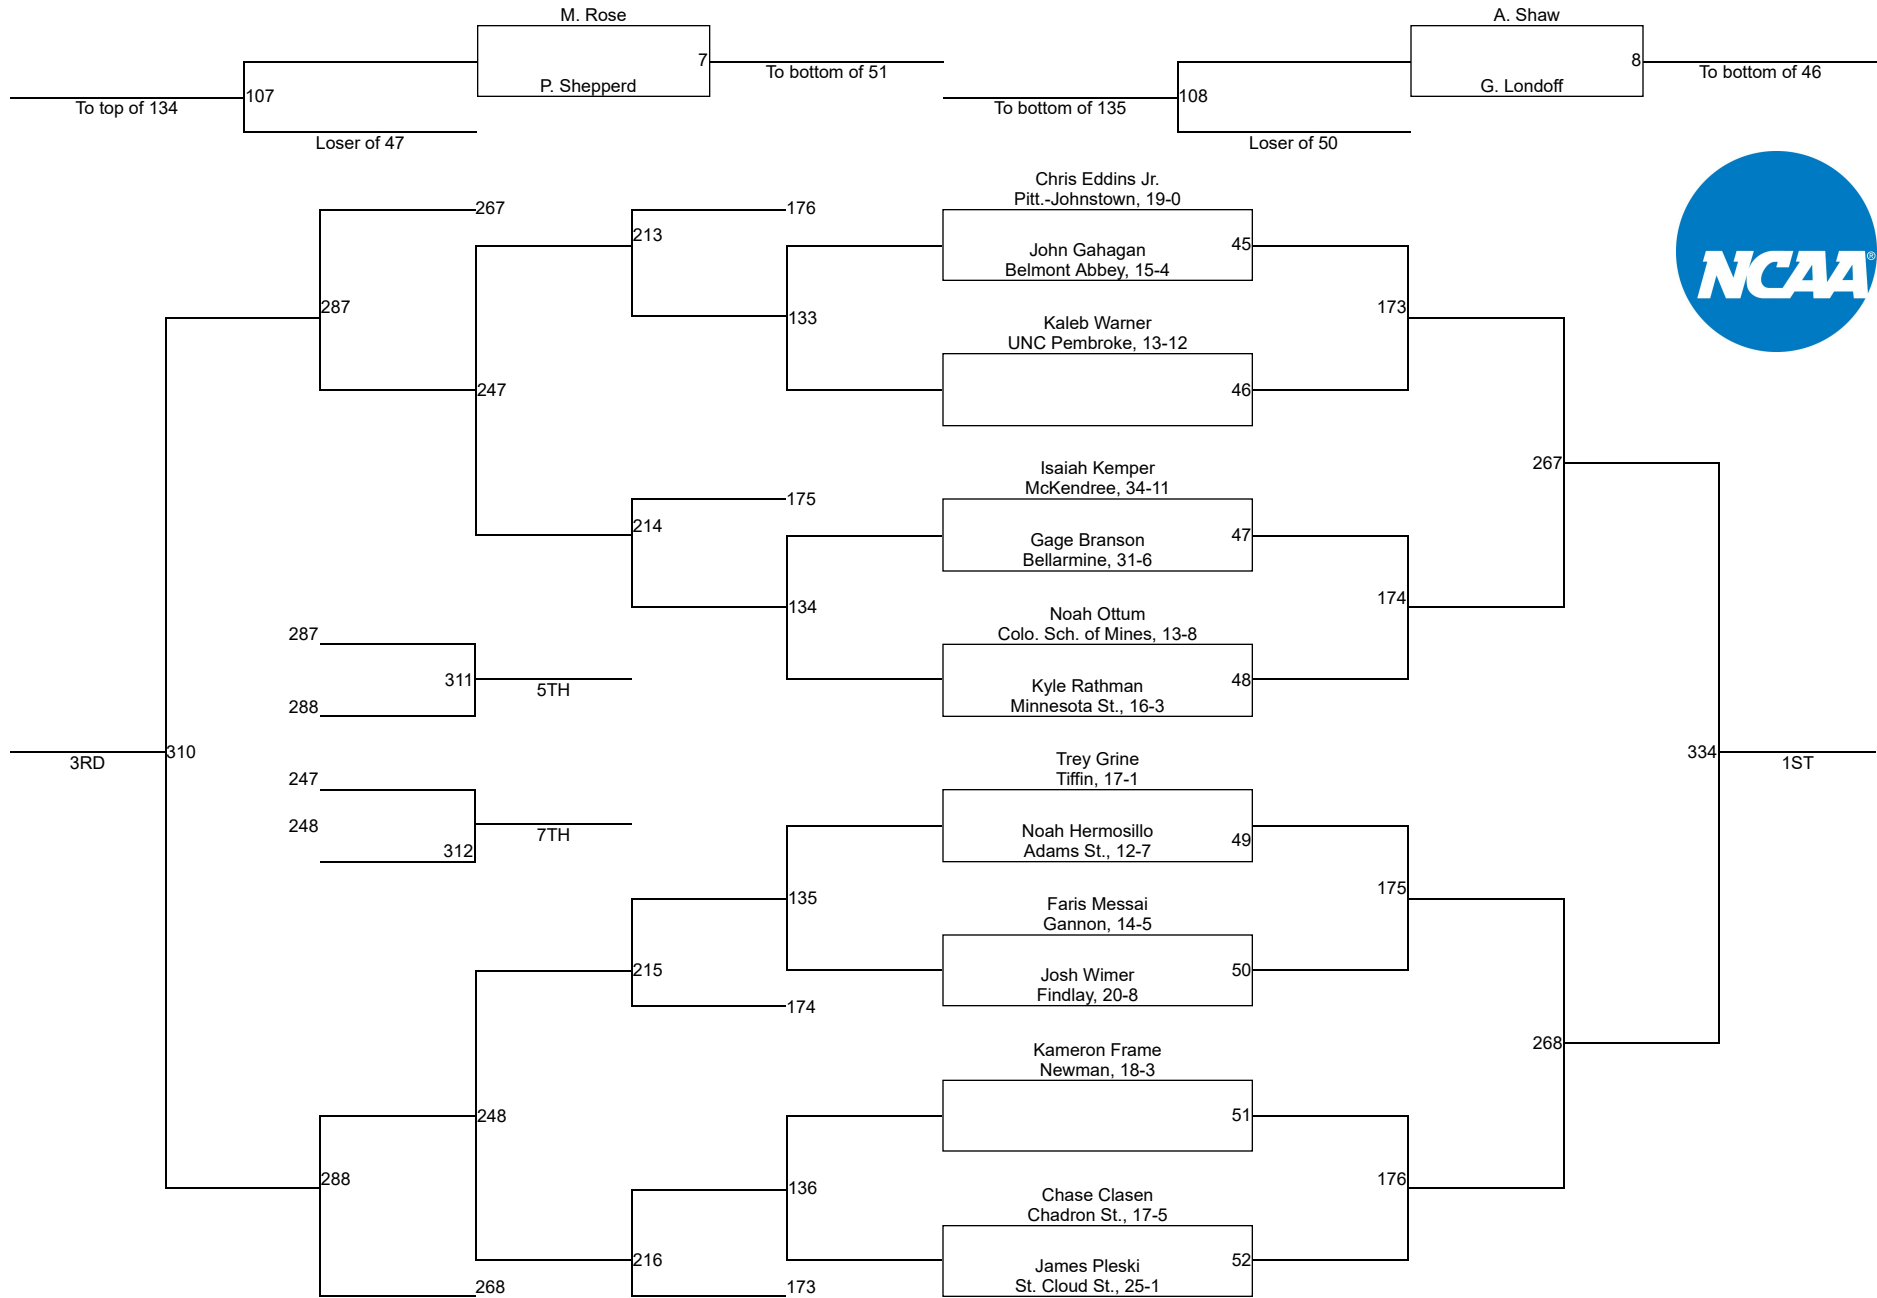 M. Rose
7
P. Shepperd
To bottom of 51
107
To top of 134
Loser of 47
A. Shaw
8
G. Londoff
To bottom of 46
108
To bottom of 135
Loser of 50
NCAA®
Chris Eddins Jr.
Pitt.-Johnstown, 19-0
267
176
213
45
John Gahagan
Belmont Abbey, 15-4
287
133
173
Kaleb Warner
UNC Pembroke, 13-12
247
46
267
Isaiah Kemper
McKendree, 34-11
175
214
47
Gage Branson
Bellarmine, 31-6
134
174
Noah Ottum
Colo. Sch. of Mines, 13-8
287
311
5TH
288
48
Kyle Rathman
Minnesota St., 16-3
3RD
310
334
1ST
Trey Grine
Tiffin, 17-1
247
248
7TH
312
Noah Hermosillo
49
Adams St., 12-7
135
175
Faris Messai
Gannon, 14-5
215
50
Josh Wimer
Findlay, 20-8
174
268
Kameron Frame
Newman, 18-3
248
51
288
136
176
Chase Clasen
Chadron St., 17-5
216
52
James Pleski
St. Cloud St., 25-1
268
173